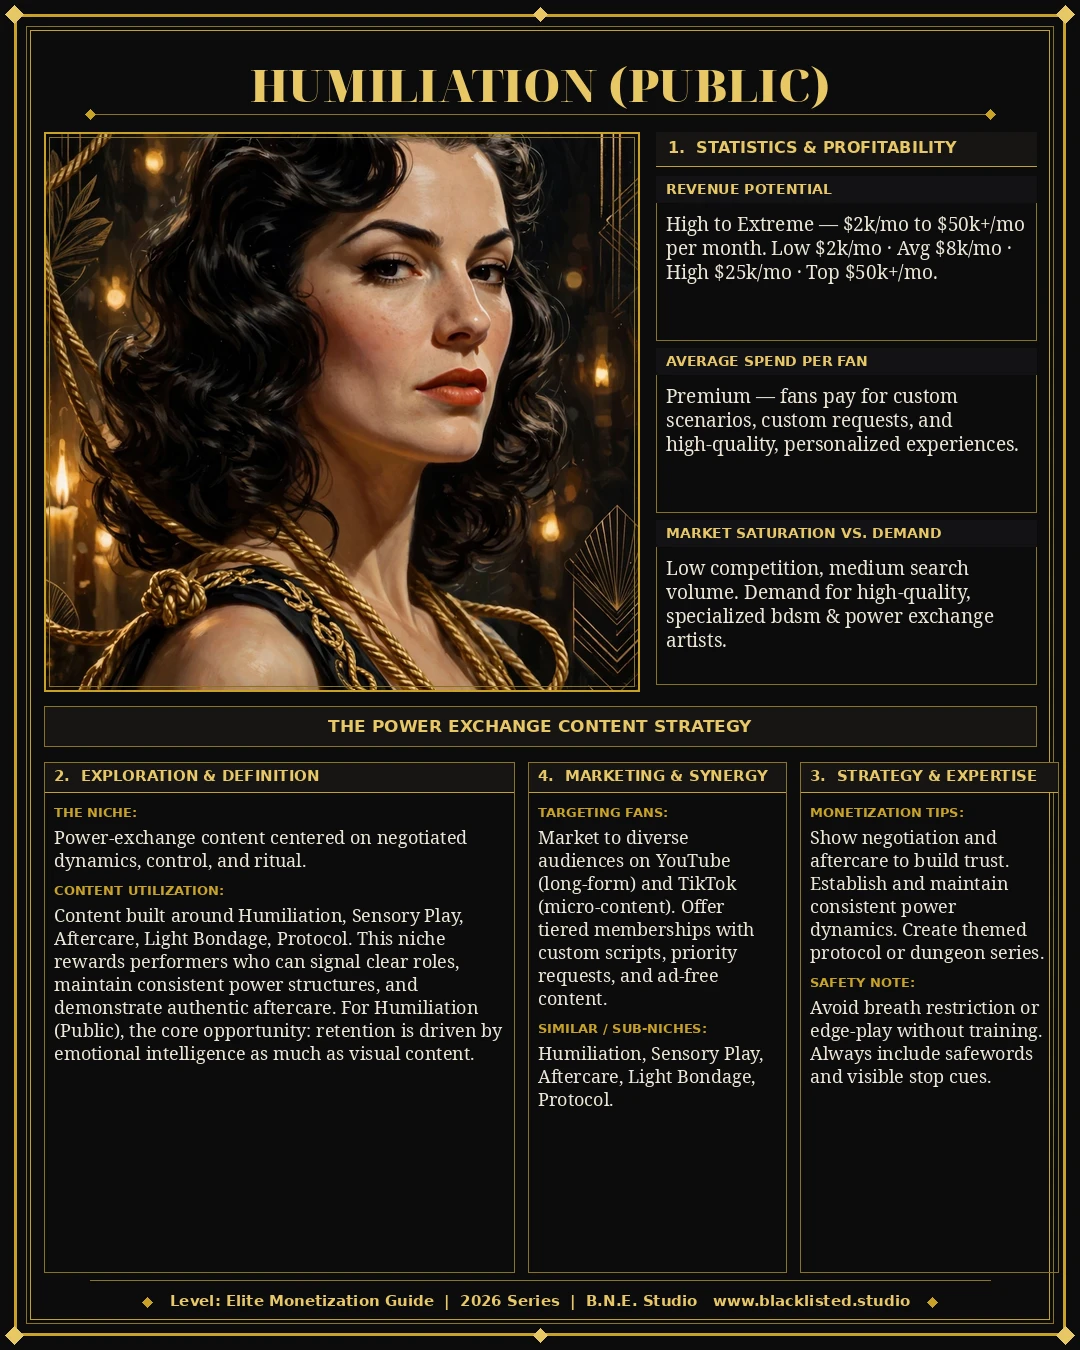 HUMILIATION (PUBLIC)
1. STATISTICS & PROFITABILITY
REVENUE POTENTIAL
High to Extreme — $2k/mo to $50k+/mo
per month. Low $2k/mo · Avg $8k/mo ·
High $25k/mo · Top $50k+/mo.
AVERAGE SPEND PER FAN
Premium — fans pay for custom
scenarios, custom requests, and
high-quality, personalized experiences.
MARKET SATURATION VS. DEMAND
Low competition, medium search
volume. Demand for high-quality,
specialized bdsm & power exchange
artists.
THE POWER EXCHANGE CONTENT STRATEGY
2. EXPLORATION & DEFINITION
THE NICHE:
Power-exchange content centered on negotiated
dynamics, control, and ritual.
CONTENT UTILIZATION:
Content built around Humiliation, Sensory Play,
Aftercare, Light Bondage, Protocol. This niche
rewards performers who can signal clear roles,
maintain consistent power structures, and
demonstrate authentic aftercare. For Humiliation
(Public), the core opportunity: retention is driven by
emotional intelligence as much as visual content.
4. MARKETING & SYNERGY
TARGETING FANS:
Market to diverse
audiences on YouTube
(long-form) and TikTok
(micro-content). Offer
tiered memberships with
custom scripts, priority
requests, and ad-free
content.
SIMILAR / SUB-NICHES:
Humiliation, Sensory Play,
Aftercare, Light Bondage,
Protocol.
3. STRATEGY & EXPERTISE
MONETIZATION TIPS:
Show negotiation and
aftercare to build trust.
Establish and maintain
consistent power
dynamics. Create themed
protocol or dungeon series.
SAFETY NOTE:
Avoid breath restriction or
edge-play without training.
Always include safewords
and visible stop cues.
Level: Elite Monetization Guide | 2026 Series | B.N.E. Studio www.blacklisted.studio